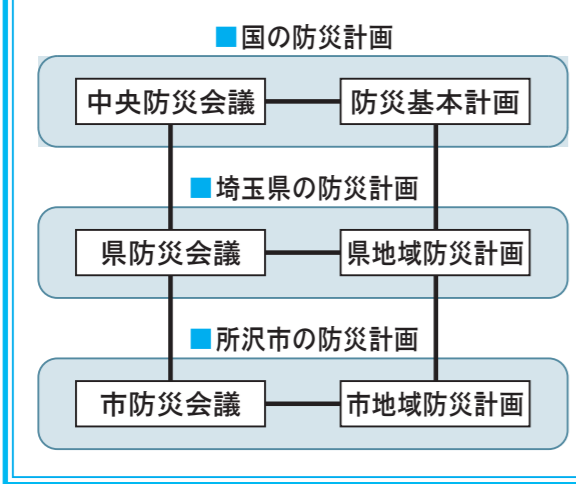 ■国の防災計画
中央防災会議 防災基本計画
■埼玉県の防災計画
県防災会議 県地域防災計画
■所沢市の防災計画
市防災会議 市地域防災計画